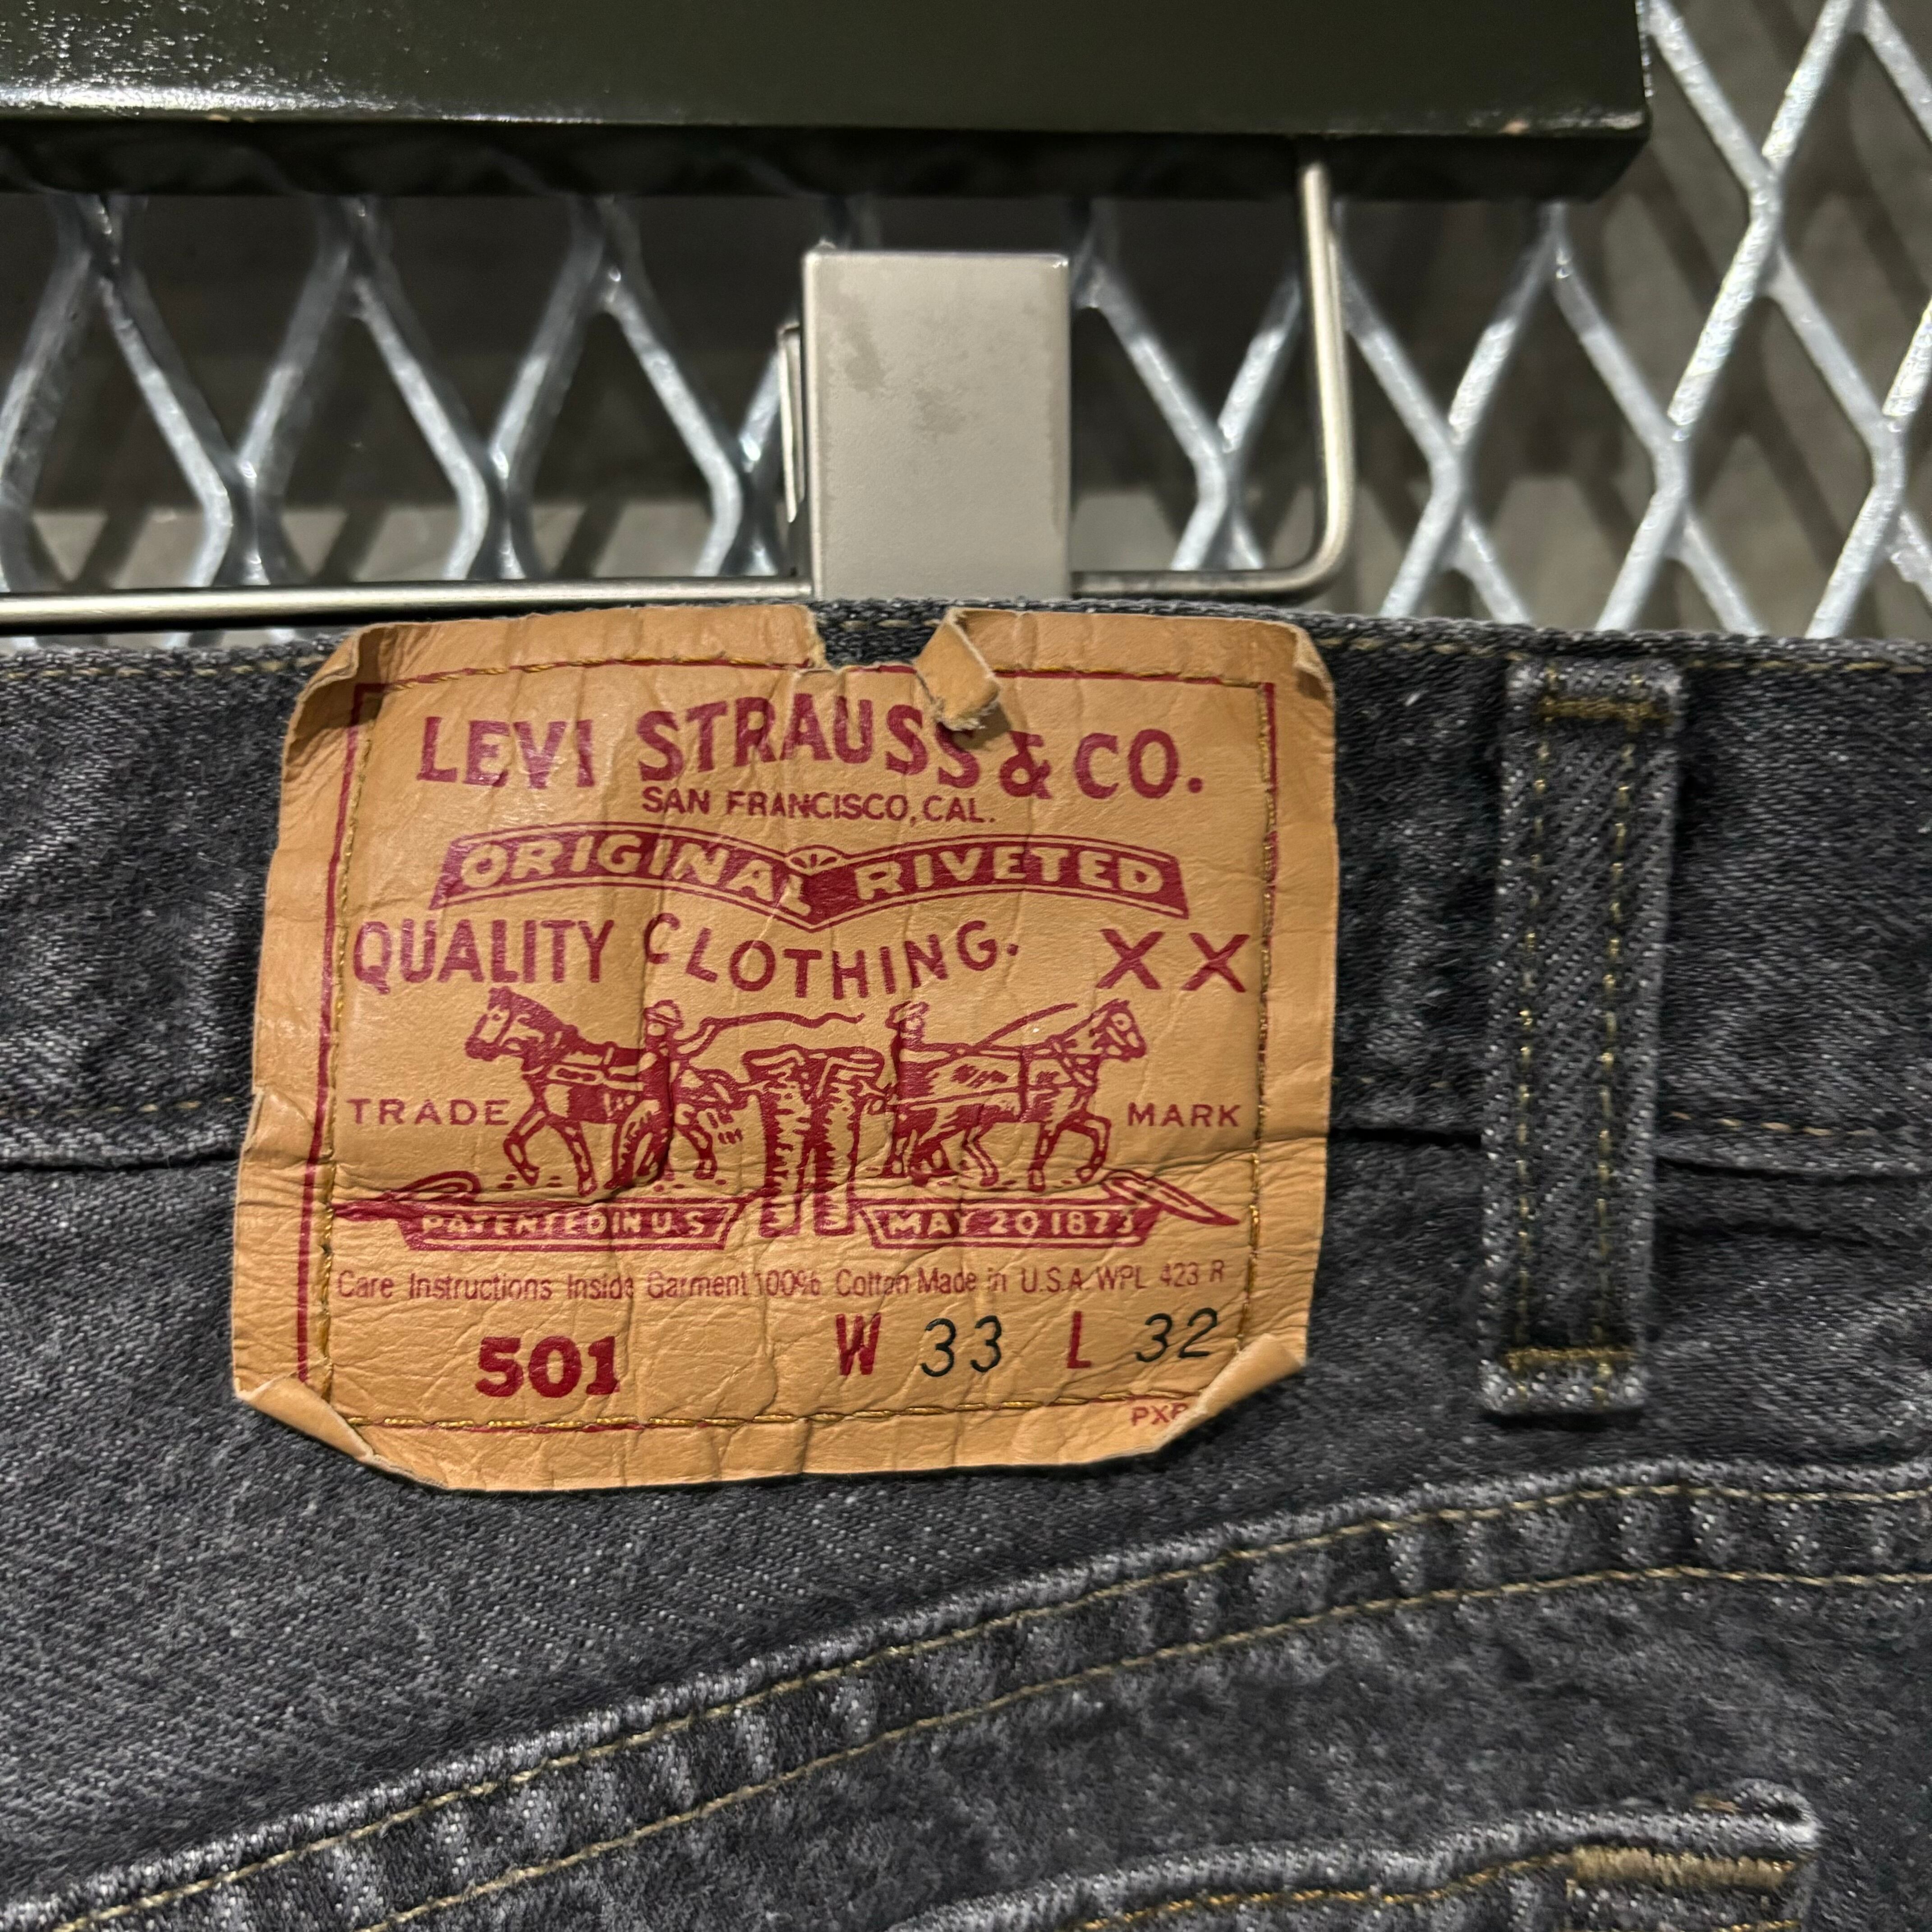 LEVI STRAUSS & CO.
SAN FRANCISCO, CAL.
ORIGINAL RIVETED
QUALITY CLOTHING. XX
TRADE MARK
PATENTED IN U.S. MAY 20 1873
Care Instructions Inside Garment 100% Cotton Made in U.S.A. WPL 423 R
501 W 33 L 32